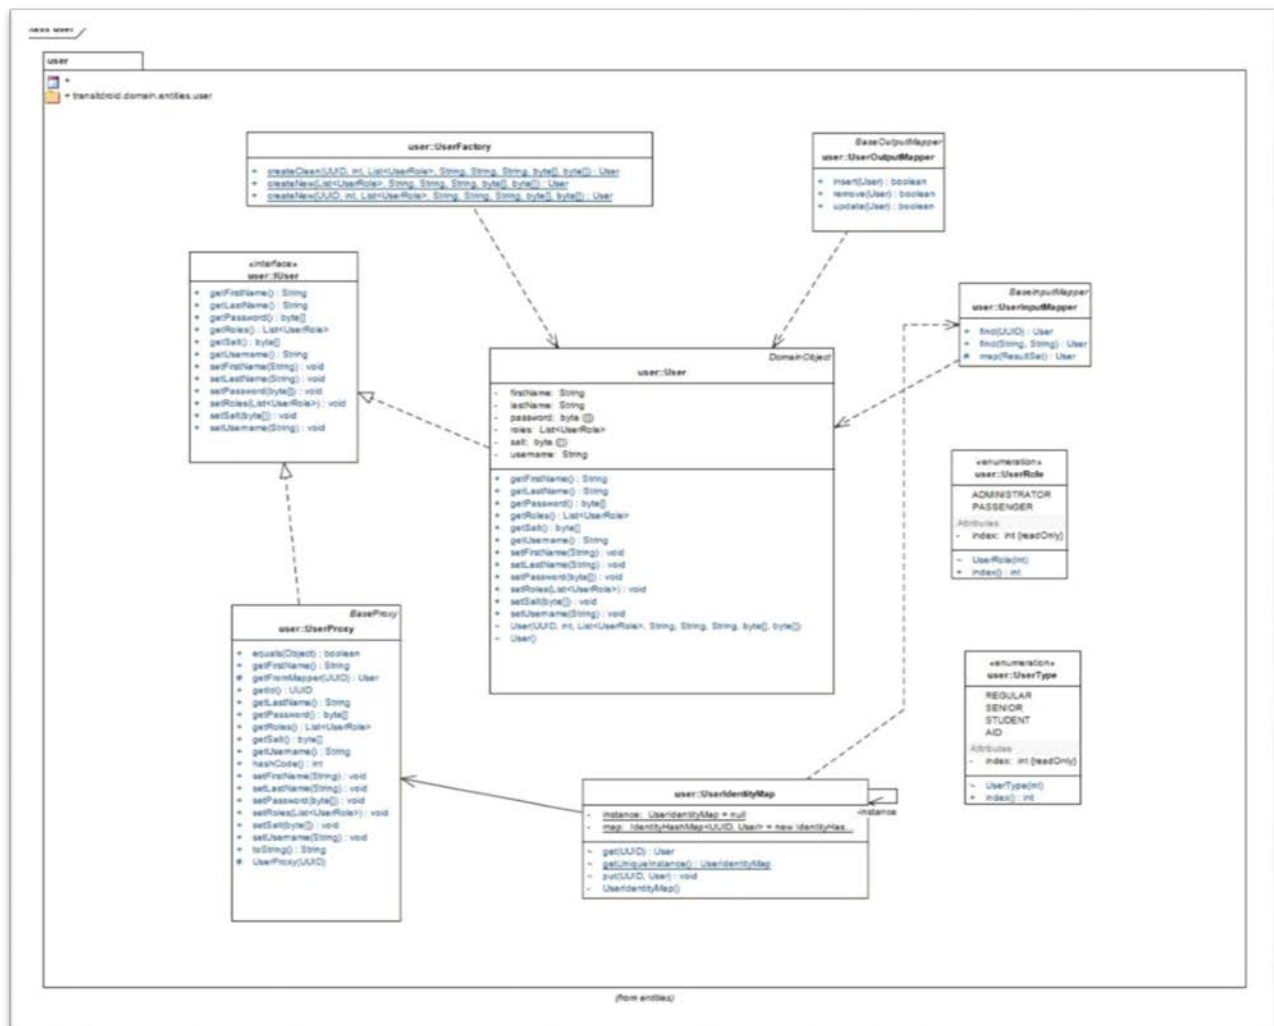 user
+
+ transitdroid.domain.entities.user
user::UserFactory
+ createClean(UUID, int, List<UserRole>, String, String, String, byte[], byte[]) : User
+ createNew(List<UserRole>, String, String, String, byte[], byte[]) : User
+ createNew(UUID, int, List<UserRole>, String, String, String, byte[], byte[]) : User
BaseOutputMapper
user::UserOutputMapper
+ insert(User) : boolean
+ remove(User) : boolean
+ update(User) : boolean
«interface»
user::IUser
+ getFirstName() : String
+ getLastName() : String
+ getPassword() : byte[]
+ getRoles() : List<UserRole>
+ getSalt() : byte[]
+ getUsername() : String
+ setFirstName(String) : void
+ setLastName(String) : void
+ setPassword(byte[]) : void
+ setRoles(List<UserRole>) : void
+ setSalt(byte[]) : void
+ setUsername(String) : void
BaseInputMapper
user::UserInputMapper
+ find(UUID) : User
+ find(String, String) : User
# map(ResultSet) : User
DomainObject
user::User
- firstName: String
- lastName: String
- password: byte ([])
- roles: List<UserRole>
- salt: byte ([])
- username: String
+ getFirstName() : String
+ getLastName() : String
+ getPassword() : byte[]
+ getRoles() : List<UserRole>
+ getSalt() : byte[]
+ getUsername() : String
+ setFirstName(String) : void
+ setLastName(String) : void
+ setPassword(byte[]) : void
+ setRoles(List<UserRole>) : void
+ setSalt(byte[]) : void
+ setUsername(String) : void
~ User(UUID, int, List<UserRole>, String, String, String, byte[], byte[])
~ User()
«enumeration»
user::UserRole
ADMINISTRATOR
PASSENGER
Attributes
- index: int {readOnly}
~ UserRole(int)
+ index() : int
BaseProxy
user::UserProxy
+ equals(Object) : boolean
+ getFirstName() : String
# getFromMapper(UUID) : User
+ getId() : UUID
+ getLastName() : String
+ getPassword() : byte[]
+ getRoles() : List<UserRole>
+ getSalt() : byte[]
+ getUsername() : String
+ hashCode() : int
+ setFirstName(String) : void
+ setLastName(String) : void
+ setPassword(byte[]) : void
+ setRoles(List<UserRole>) : void
+ setSalt(byte[]) : void
+ setUsername(String) : void
+ toString() : String
# UserProxy(UUID)
«enumeration»
user::UserType
REGULAR
SENIOR
STUDENT
AID
Attributes
- index: int {readOnly}
~ UserType(int)
+ index() : int
user::UserIdentityMap
- instance: UserIdentityMap = null
- map: IdentityHashMap<UUID, User> = new IdentityHas...
~ get(UUID) : User
~ getUniqueInstance() : UserIdentityMap
~ put(UUID, User) : void
- UserIdentityMap()
-instance
(from entities)